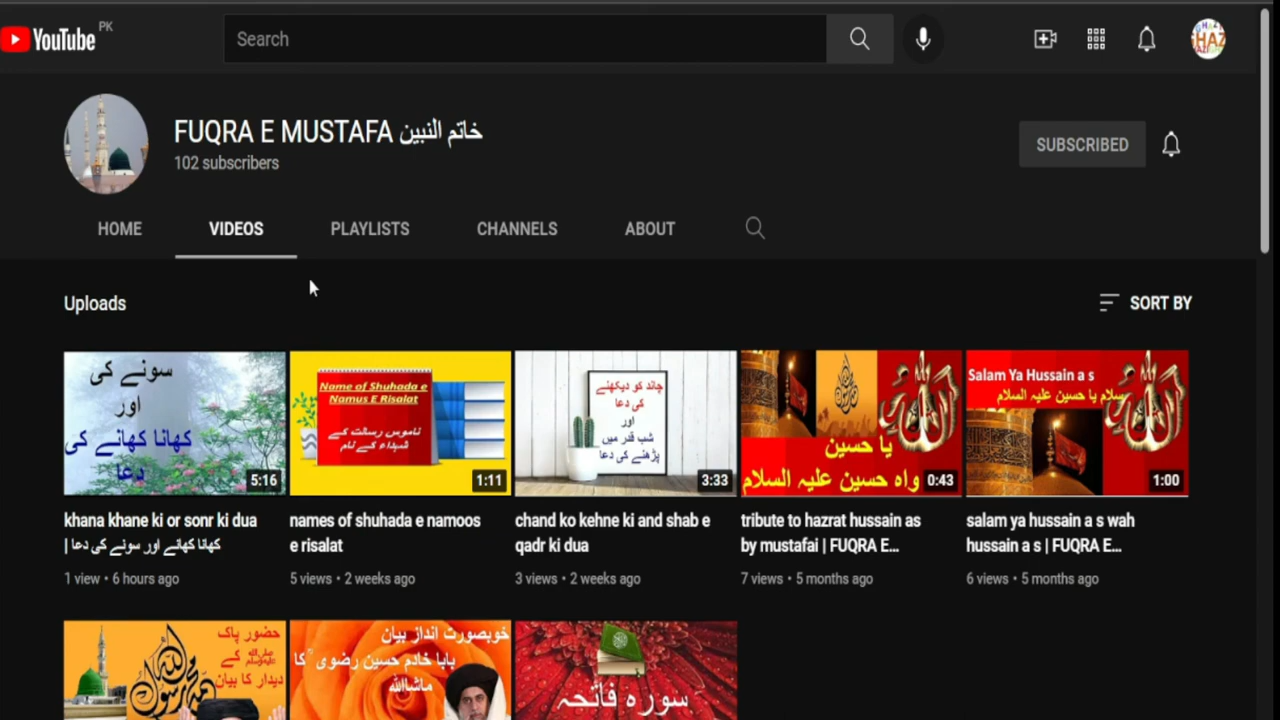 YouTube PK
Search
FUQRA E MUSTAFA خاتم النبين
102 subscribers
SUBSCRIBED
HOME VIDEOS PLAYLISTS CHANNELS ABOUT
Uploads
SORT BY
سونے کی
اور
کھانا کھانے کی
دعا
5:16
khana khane ki or sonr ki dua
| کھانا کھانے اور سونے کی دعا
1 view • 6 hours ago
Name of Shuhada e
Namus E Risalat
ناموس رسالت کے
شہداء کے نام
1:11
names of shuhada e namoos
e risalat
5 views • 2 weeks ago
چاند کو دیکھنے
کی دعا
اور
شب قدر میں
پڑھنے کی دعا
3:33
chand ko kehne ki and shab e
qadr ki dua
3 views • 2 weeks ago
یا حسین
واہ حسین علیہ السلام
0:43
tribute to hazrat hussain as
by mustafai | FUQRA E...
7 views • 5 months ago
Salam Ya Hussain a s
سلام یا حسین علیہ السلام
1:00
salam ya hussain a s wah
hussain a s | FUQRA E...
6 views • 5 months ago
حضور پاک
ﷺ کے
دیدار کا بیان
خوبصورت انداز بیان
بابا خادم حسین رضوی ؒ کا
ماشاءاللہ
سورہ فاتحہ